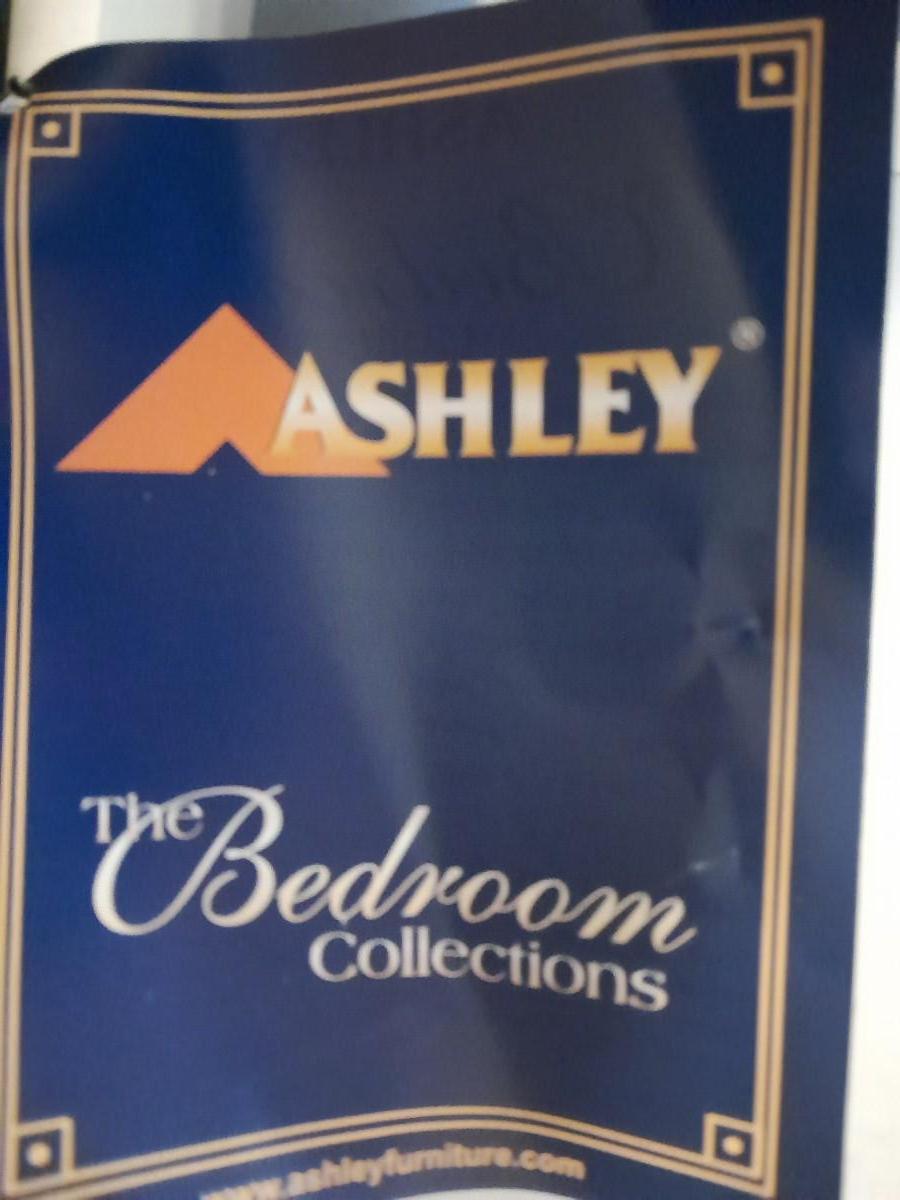 ASHLEY®
The Bedroom
Collections
www.ashleyfurniture.com